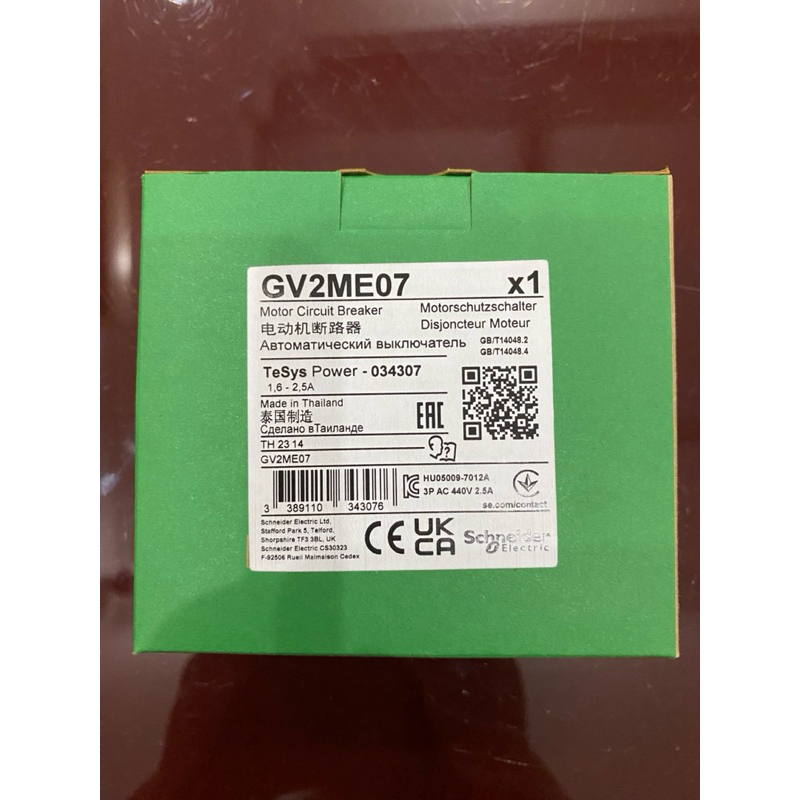 GV2ME07 x1
Motor Circuit Breaker Motorschutzschalter
电动机断路器 Disjoncteur Moteur
Автоматический выключатель GB/T14048.2
GB/T14048.4
TeSys Power - 034307
1,6 - 2,5A
Made in Thailand
泰国制造
Сделано вТаиланде
EAC
TH 23 14
GV2ME07
HU05009-7012A
3P AC 440V 2.5A
3 389110 343076
se.com/contact
Schneider Electric Ltd,
Stafford Park 5, Telford,
Shorpshire TF3 3BL, UK
Schneider Electric CS30323
F-92506 Rueil Malmaison Cedex
CE UK
CA
Schneider
Electric